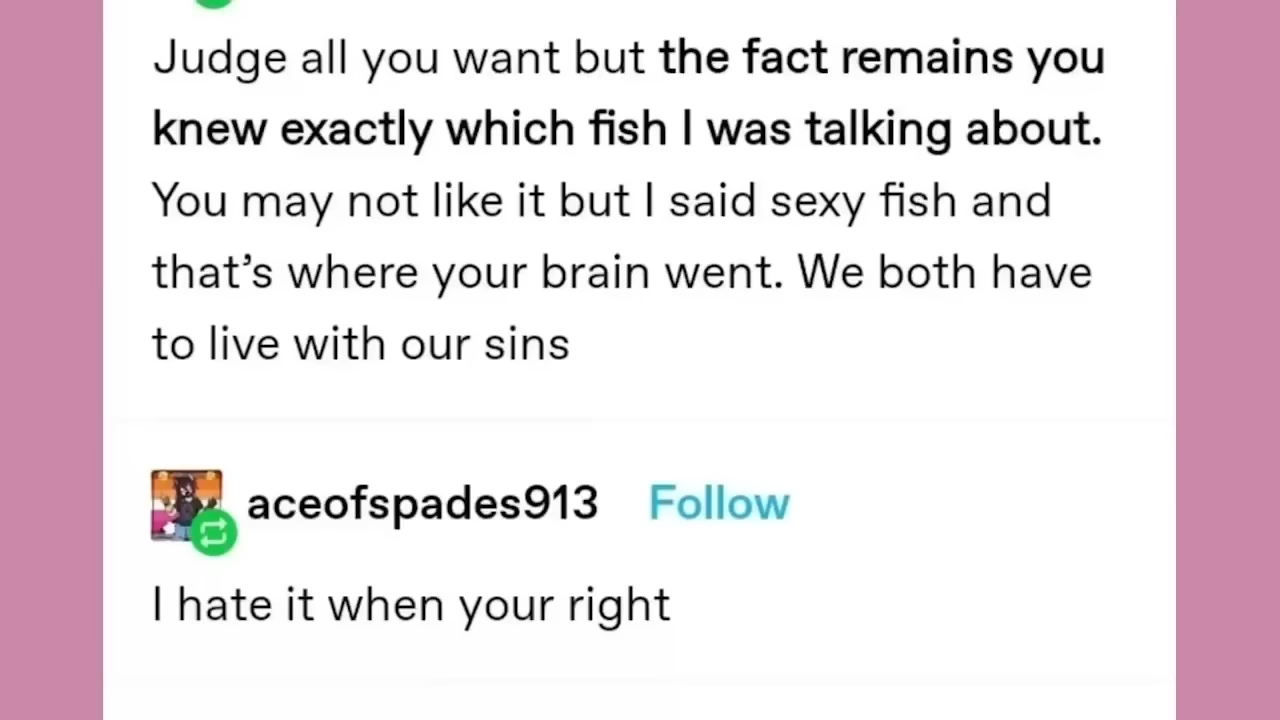 Judge all you want but the fact remains you
knew exactly which fish I was talking about.
You may not like it but I said sexy fish and
that’s where your brain went. We both have
to live with our sins
aceofspades913 Follow
I hate it when your right